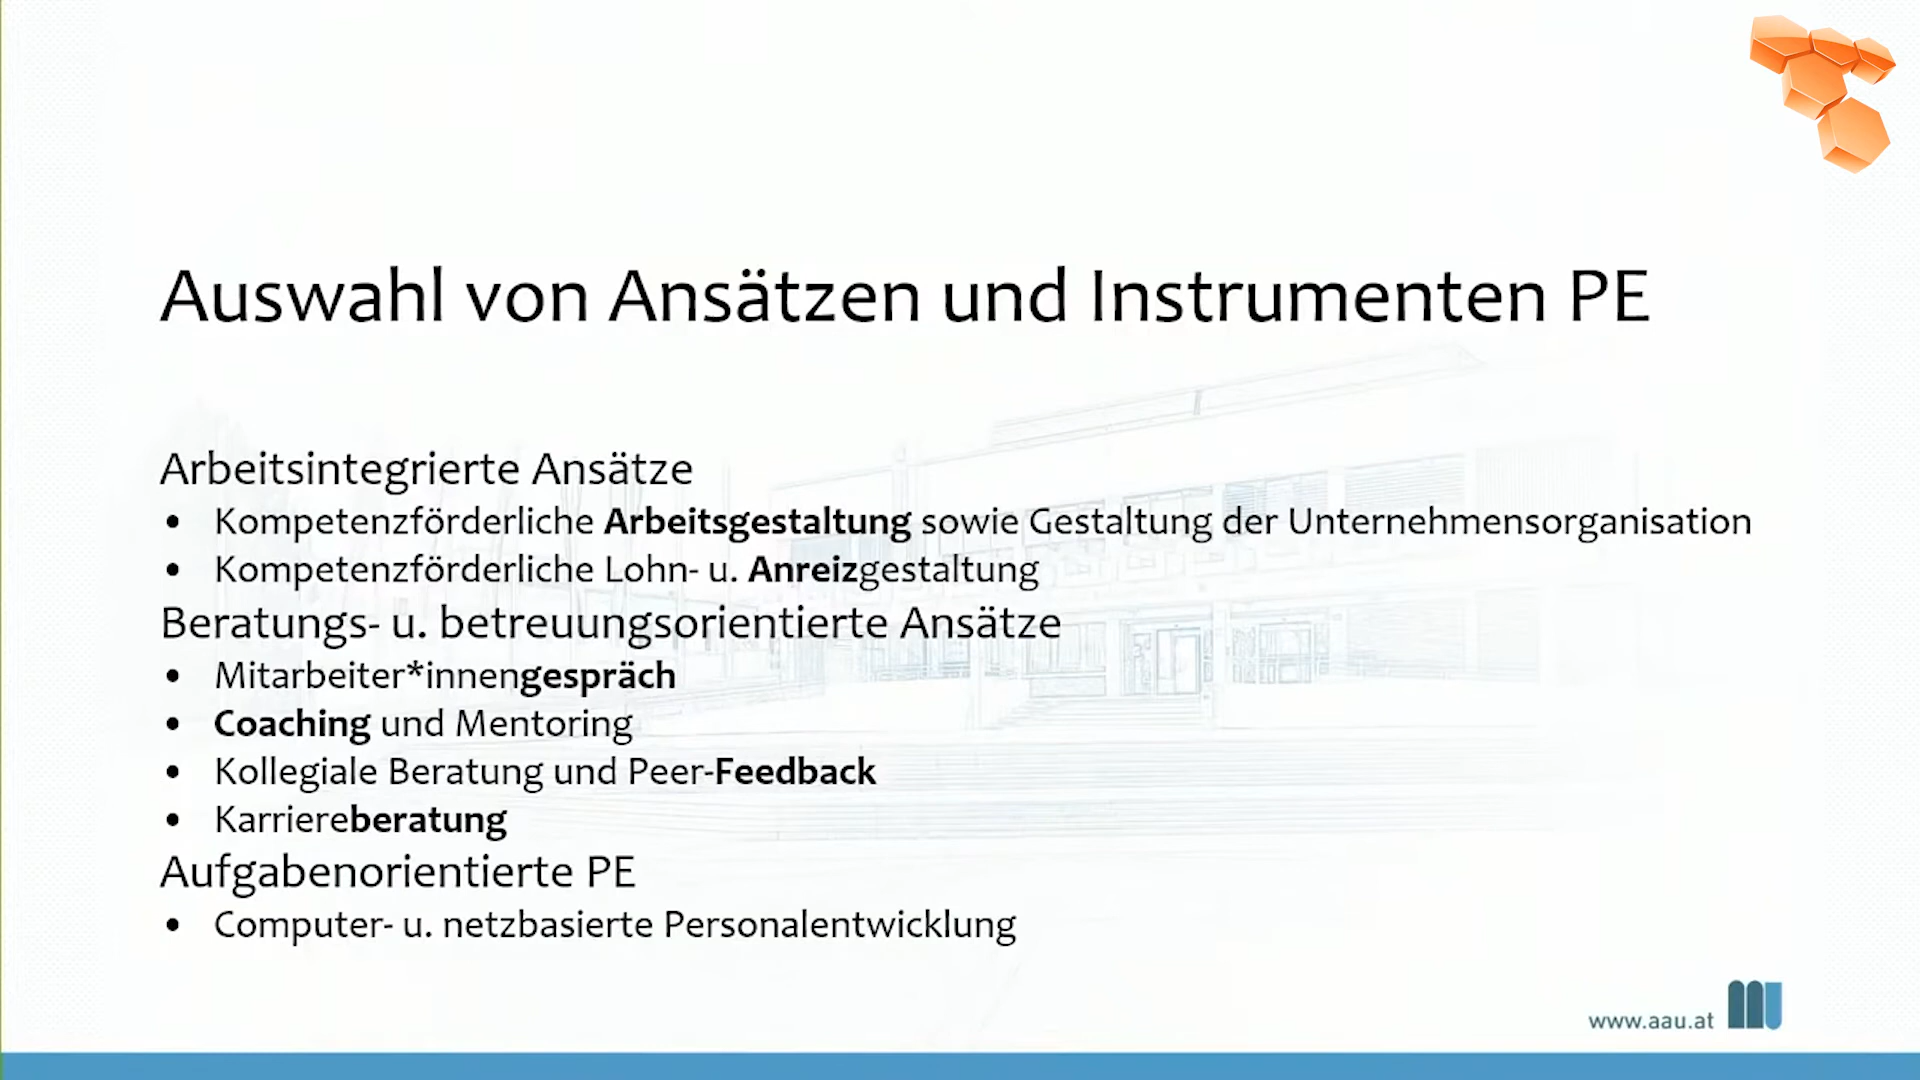 Auswahl von Ansätzen und Instrumenten PE
Arbeitsintegrierte Ansätze
• Kompetenzförderliche Arbeitsgestaltung sowie Gestaltung der Unternehmensorganisation
• Kompetenzförderliche Lohn- u. Anreizgestaltung
Beratungs- u. betreuungsorientierte Ansätze
• Mitarbeiter*innengespräch
• Coaching und Mentoring
• Kollegiale Beratung und Peer-Feedback
• Karriereberatung
Aufgabenorientierte PE
• Computer- u. netzbasierte Personalentwicklung
www.aau.at